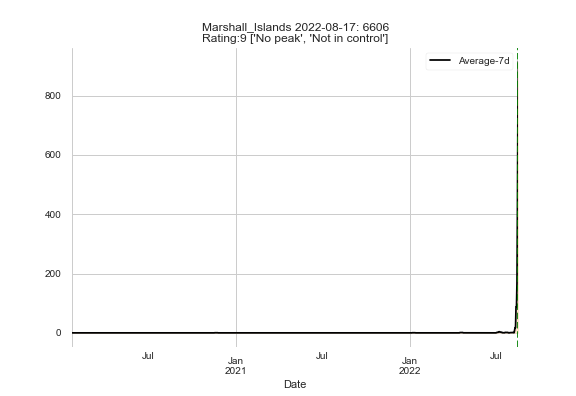 Marshall_Islands 2022-08-17: 6606
Rating:9 ['No peak', 'Not in control']
Average-7d
800
600
400
200
0
Jul
Jan
2021
Jul
Jan
2022
Jul
Date